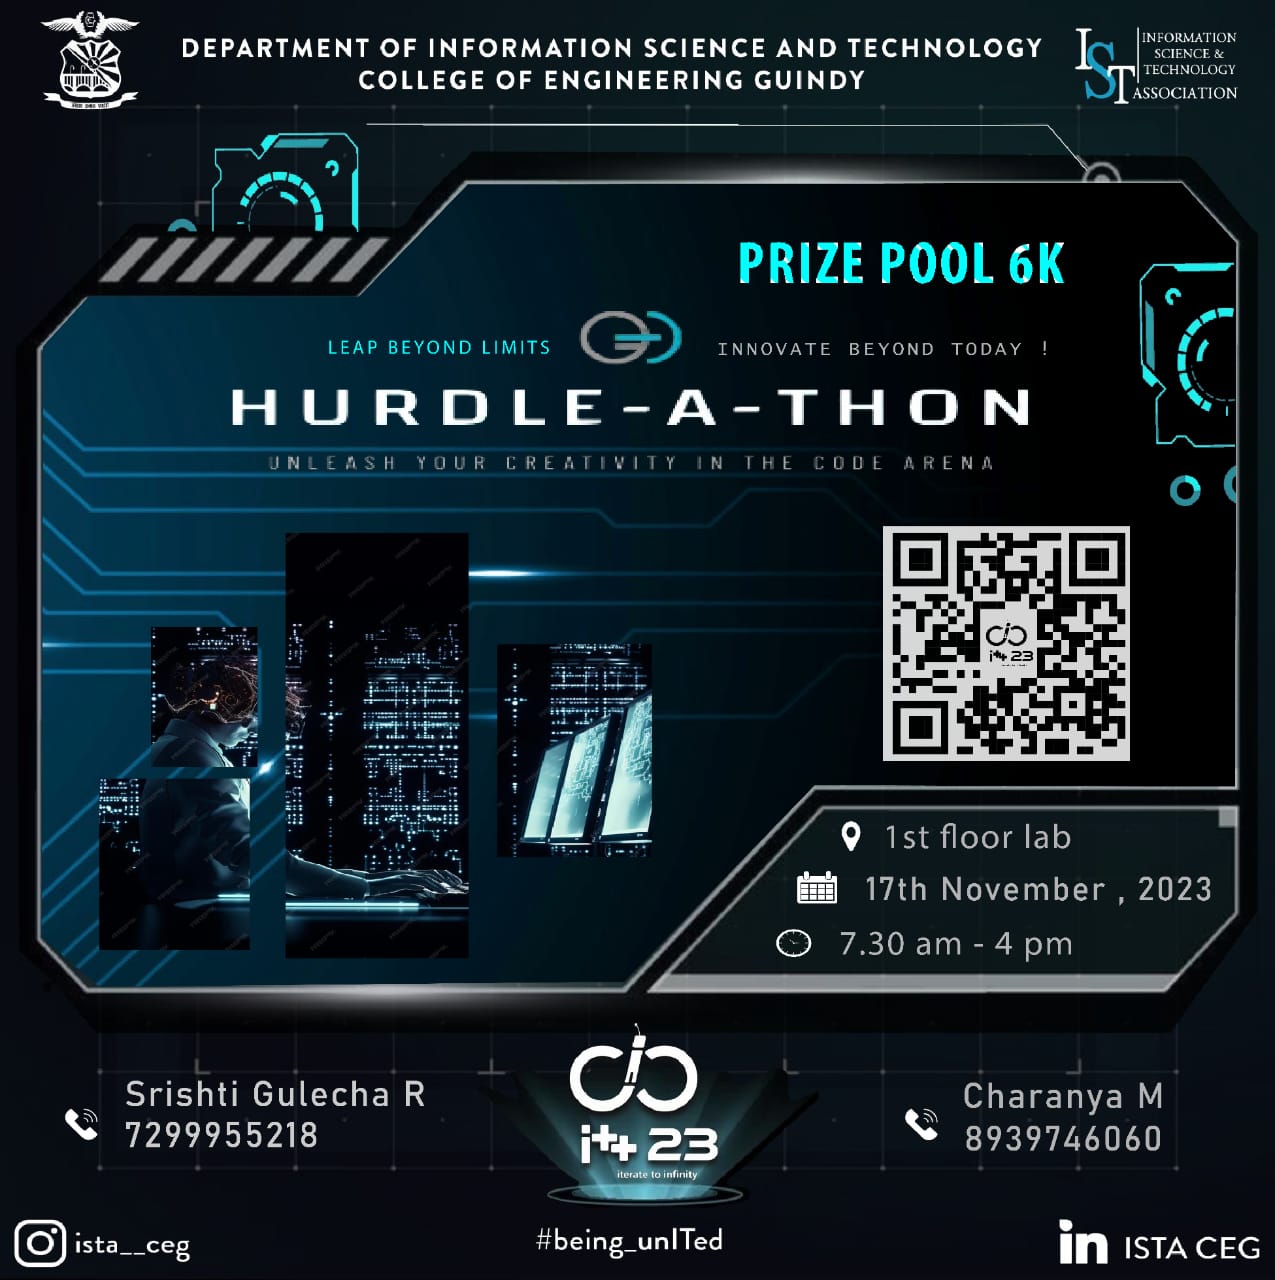 DEPARTMENT OF INFORMATION SCIENCE AND TECHNOLOGY
COLLEGE OF ENGINEERING GUINDY
IST
INFORMATION
SCIENCE &
TECHNOLOGY
ASSOCIATION
PRIZE POOL 6K
LEAP BEYOND LIMITS
INNOVATE BEYOND TODAY !
HURDLE-A-THON
UNLEASH YOUR CREATIVITY IN THE CODE ARENA
i++ 23
1st floor lab
17th November , 2023
7.30 am - 4 pm
Srishti Gulecha R
7299955218
i++ 23
iterate to infinity
Charanya M
8939746060
ista__ceg
#being_unITed
in ISTA CEG